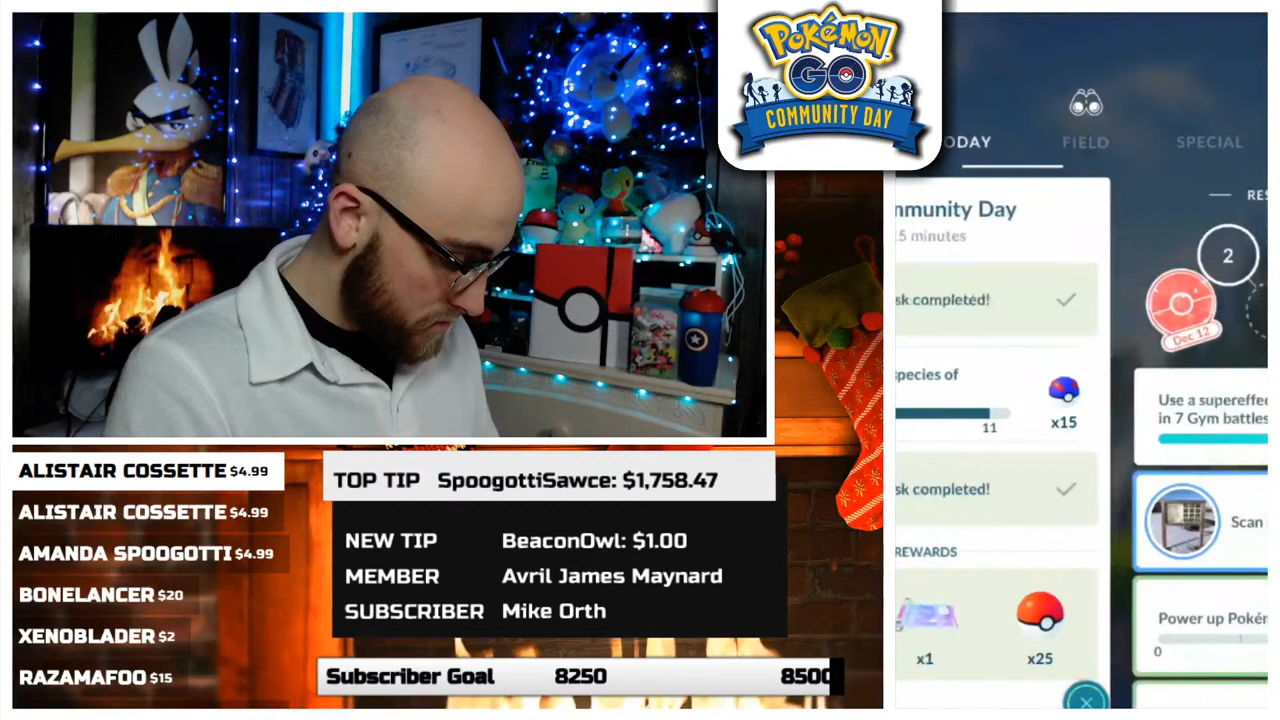 POKÉMON
GO
COMMUNITY DAY
ODAY
FIELD
SPECIAL
mmunity Day
5 minutes
RES
2
Dec 12
sk completed!
species of
11
x15
sk completed!
REWARDS
x1
x25
Use a supereffe
in 7 Gym battles
Scan
Power up Pokém
0
ALISTAIR COSSETTE $4.99
ALISTAIR COSSETTE $4.99
AMANDA SPOOGOTTI $4.99
BONELANCER $20
XENOBLADER $2
RAZAMAFOO $15
TOP TIP SpoogottiSawce: $1,758.47
NEW TIP BeaconOwl: $1.00
MEMBER Avril James Maynard
SUBSCRIBER Mike Orth
Subscriber Goal 8250 8500